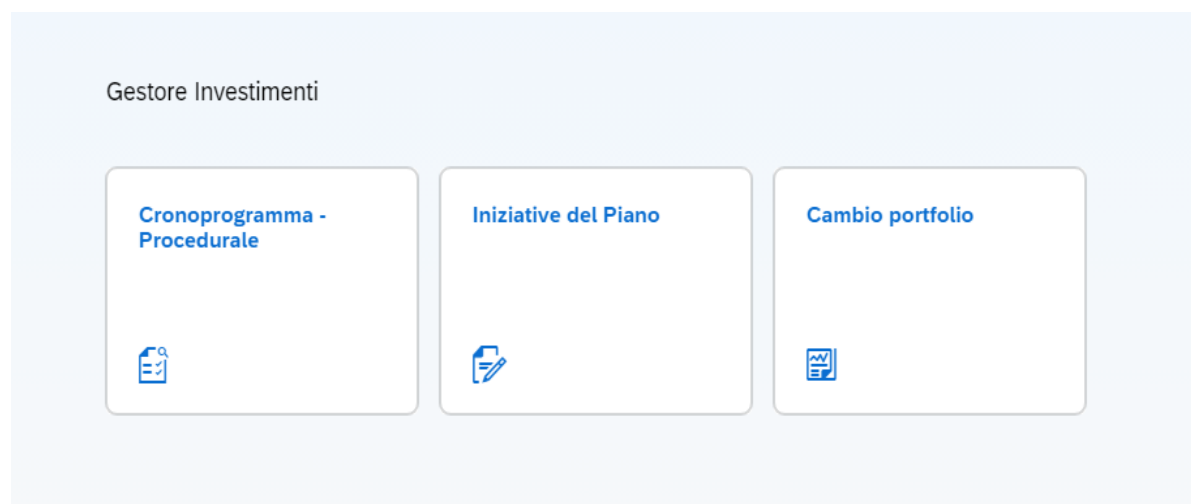 Gestore Investimenti
Cronoprogramma -
Procedurale
Iniziative del Piano
Cambio portfolio